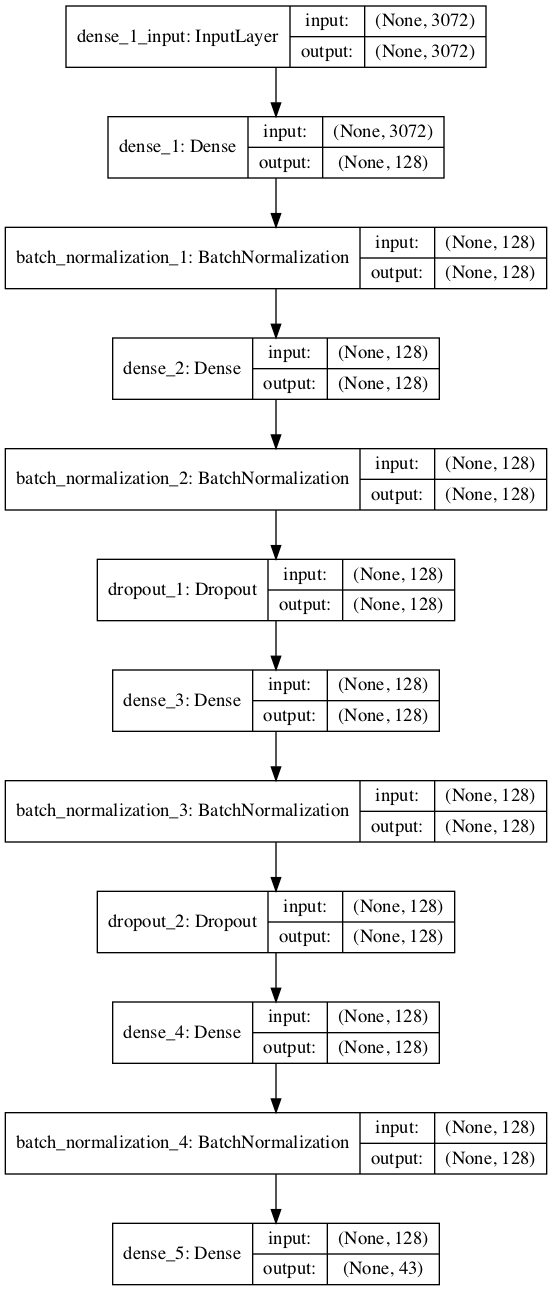 dense_1_input: InputLayer
input: (None, 3072)
output: (None, 3072)
dense_1: Dense
input: (None, 3072)
output: (None, 128)
batch_normalization_1: BatchNormalization
input: (None, 128)
output: (None, 128)
dense_2: Dense
input: (None, 128)
output: (None, 128)
batch_normalization_2: BatchNormalization
input: (None, 128)
output: (None, 128)
dropout_1: Dropout
input: (None, 128)
output: (None, 128)
dense_3: Dense
input: (None, 128)
output: (None, 128)
batch_normalization_3: BatchNormalization
input: (None, 128)
output: (None, 128)
dropout_2: Dropout
input: (None, 128)
output: (None, 128)
dense_4: Dense
input: (None, 128)
output: (None, 128)
batch_normalization_4: BatchNormalization
input: (None, 128)
output: (None, 128)
dense_5: Dense
input: (None, 128)
output: (None, 43)